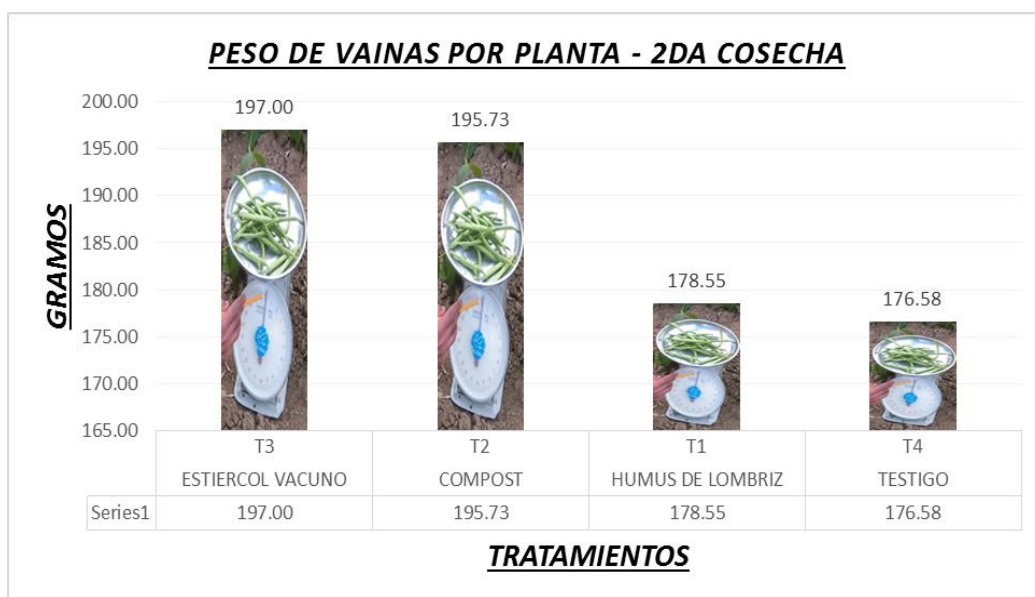 PESO DE VAINAS POR PLANTA - 2DA COSECHA
GRAMOS
200.00
195.00
190.00
185.00
180.00
175.00
170.00
165.00
197.00
195.73
178.55
176.58
T3 T2 T1 T4
ESTIERCOL VACUNO COMPOST HUMUS DE LOMBRIZ TESTIGO
Series1 197.00 195.73 178.55 176.58
TRATAMIENTOS